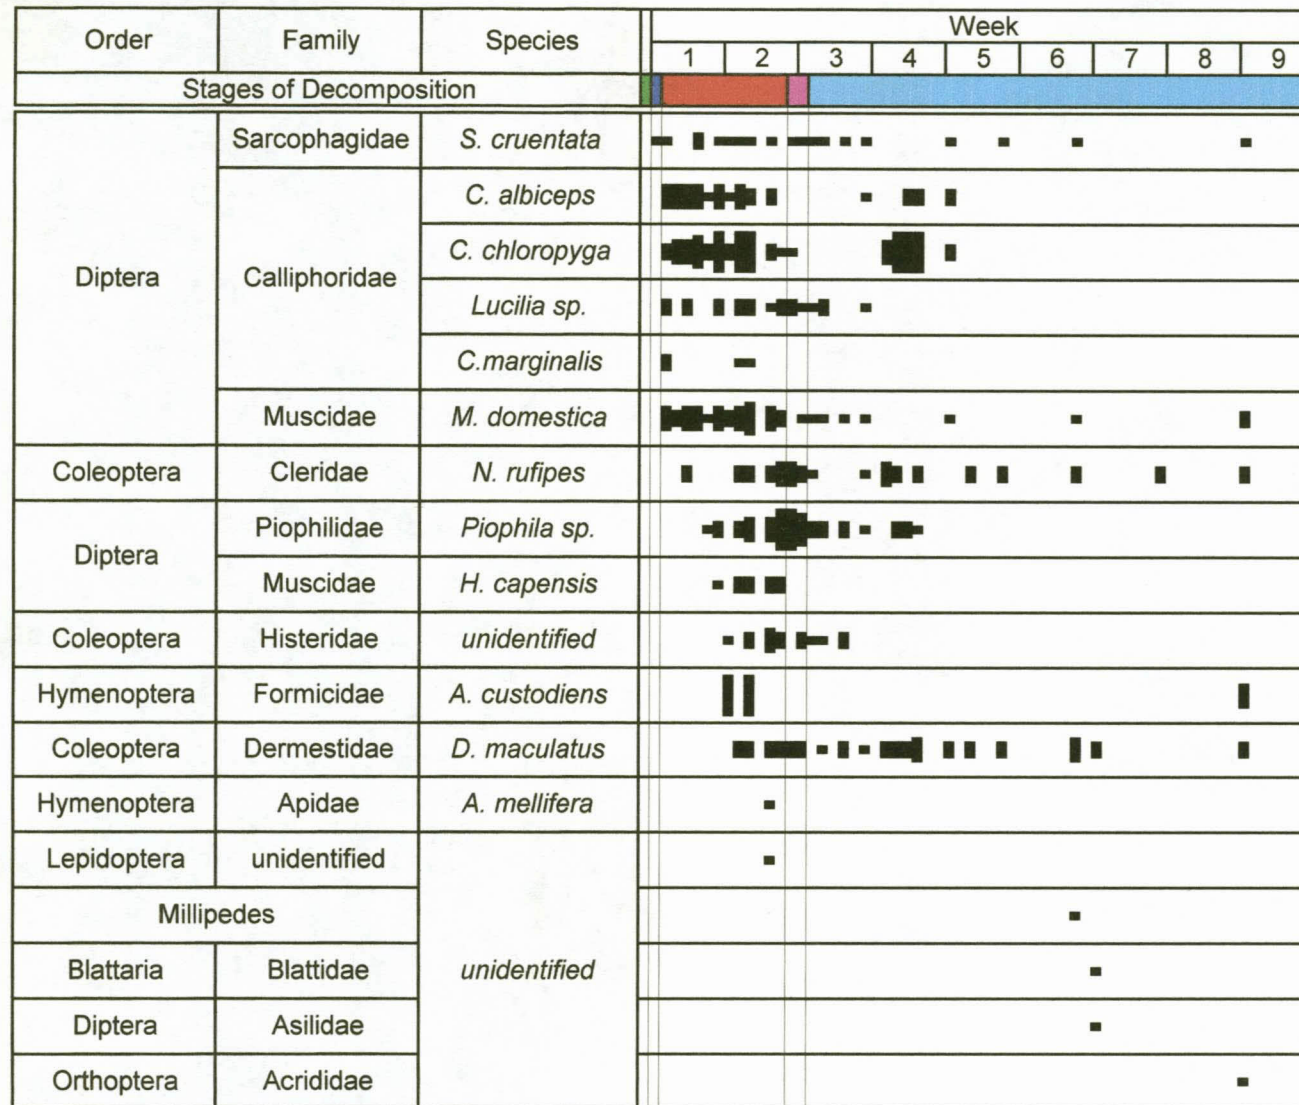 Order Family Species Week
1 2 3 4 5 6 7 8 9
Stages of Decomposition
Sarcophagidae S. cruentata
C. albiceps
C. chloropyga
Diptera Calliphoridae
Lucilia sp.
C.marginalis
Muscidae M. domestica
Coleoptera Cleridae N. rufipes
Piophilidae Piophila sp.
Diptera
Muscidae H. capensis
Coleoptera Histeridae unidentified
Hymenoptera Formicidae A. custodiens
Coleoptera Dermestidae D. maculatus
Hymenoptera Apidae A. mellifera
Lepidoptera unidentified
Millipedes
Blattaria Blattidae unidentified
Diptera Asilidae
Orthoptera Acrididae